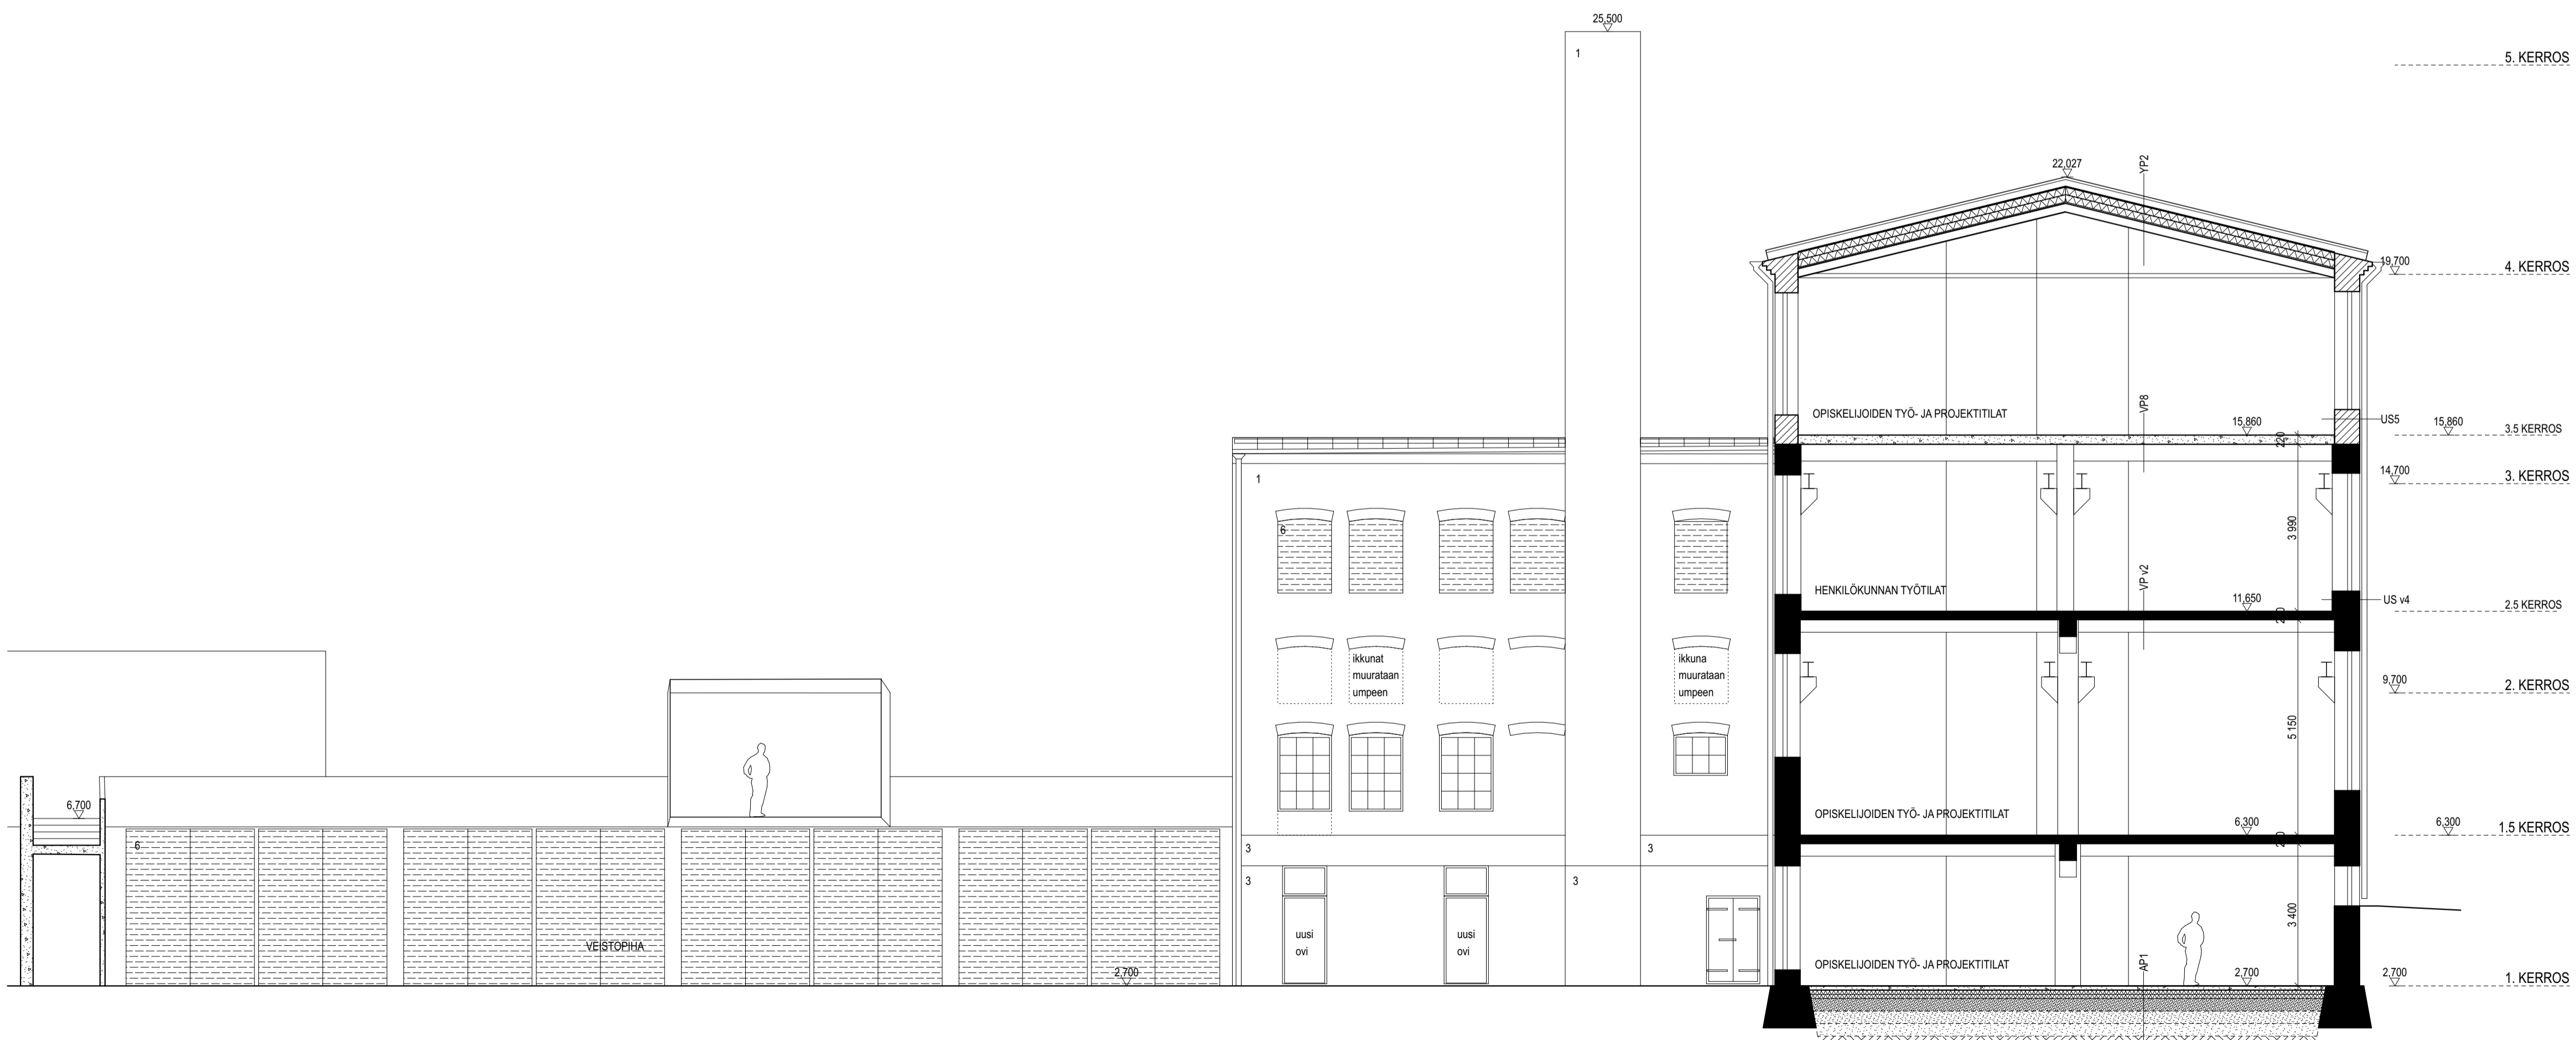 25,500
1
5. KERROS
22,027
YP2
19,700
4. KERROS
OPISKELIJOIDEN TYÖ- JA PROJEKTITILAT
VP8
15,860
US5
15,860
3.5 KERROS
220
14,700
3. KERROS
1
6
3 990
HENKILÖKUNNAN TYÖTILAT
VP v2
11,650
US v4
2.5 KERROS
ikkunat
muurataan
umpeen
ikkuna
muurataan
umpeen
9,700
2. KERROS
5 150
OPISKELIJOIDEN TYÖ- JA PROJEKTITILAT
6,300
6,300
1.5 KERROS
6,700
6
3
3
3
3
uusi
ovi
uusi
ovi
3 400
VEISTOPIHA
2,700
OPISKELIJOIDEN TYÖ- JA PROJEKTITILAT
AP1
2,700
2,700
1. KERROS